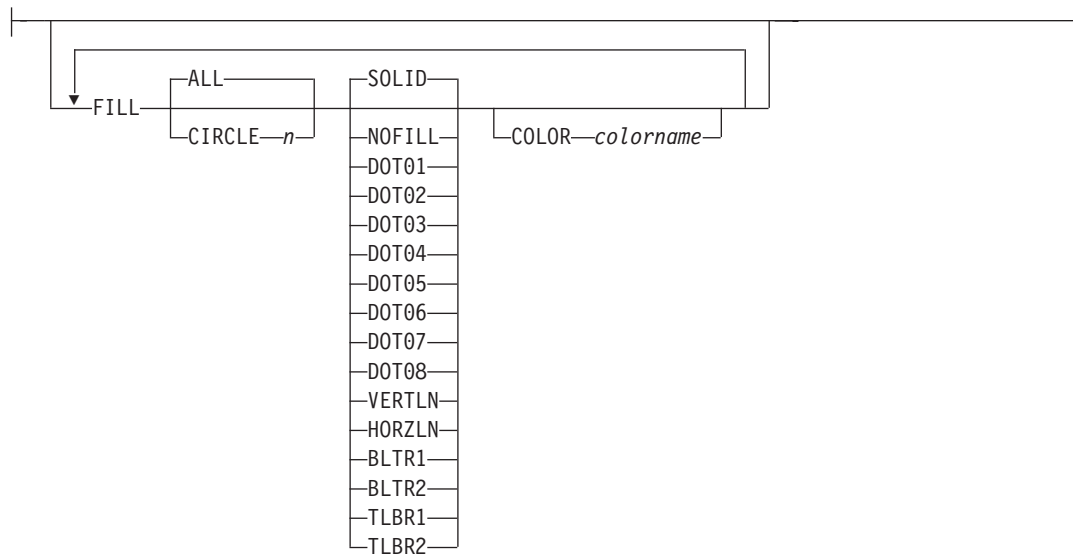 ALL
SOLID
FILL
CIRCLE n
NOFILL
COLOR colorname
DOT01
DOT02
DOT03
DOT04
DOT05
DOT06
DOT07
DOT08
VERTLN
HORZLN
BLTR1
BLTR2
TLBR1
TLBR2